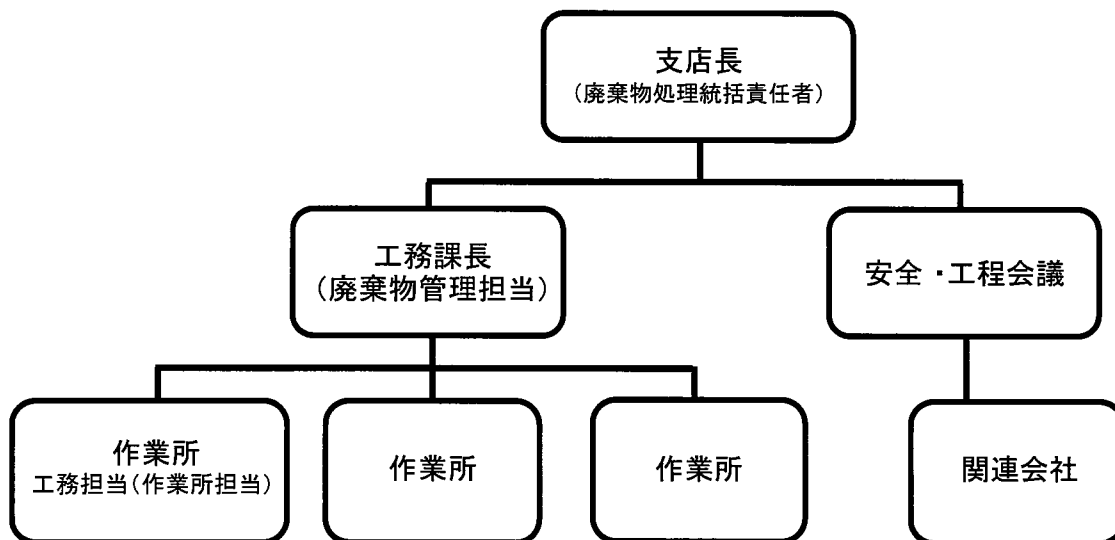 支店長
(廃棄物処理統括責任者)
工務課長
(廃棄物管理担当)
安全・工程会議
作業所
工務担当(作業所担当)
作業所
作業所
関連会社